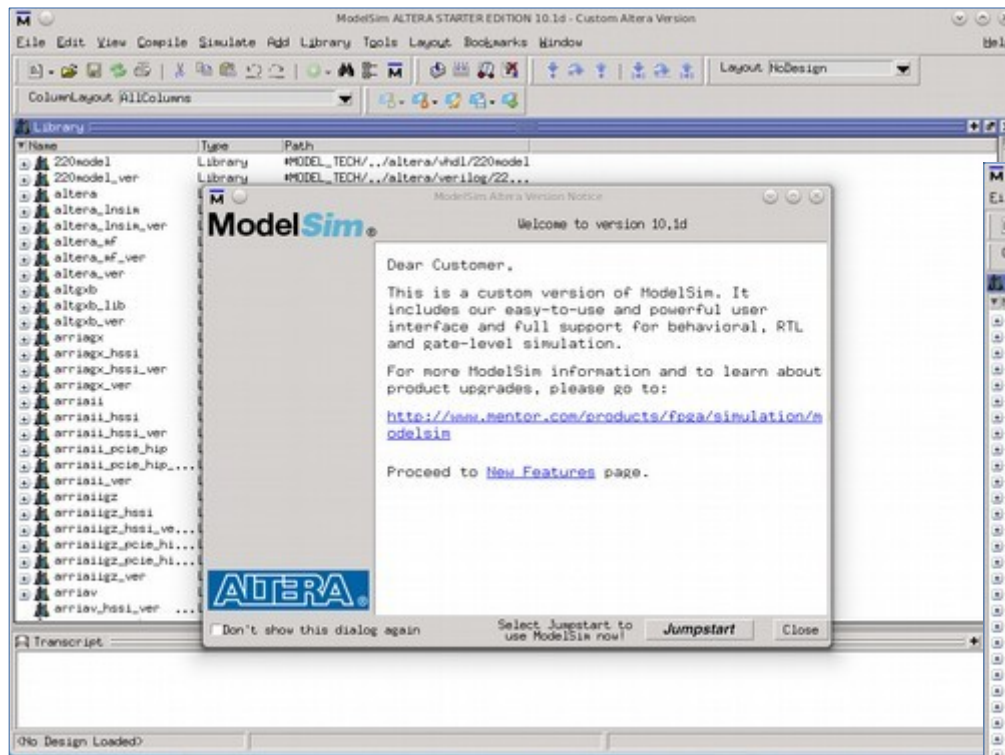 ModelSim ALTERA STARTER EDITION 10.1d - Custom Altera Version
File Edit View Compile Simulate Add Library Tools Layout Bookmarks Window Hel
Layout NoDesign
ColumnLayout AllColumns
Library
Name Type Path
220model Library $MODEL_TECH/../altera/vhdl/220model
220model_ver Library $MODEL_TECH/../altera/verilog/22...
altera
altera_lnsim
altera_lnsim_ver
altera_mf
altera_mf_ver
altera_ver
altgxb
altgxb_lib
altgxb_ver
arriagx
arriagx_hssi
arriagx_hssi_ver
arriagx_ver
arriaii
arriaii_hssi
arriaii_hssi_ver
arriaii_pcie_hip
arriaii_pcie_hip_...
arriaii_ver
arriaiigz
arriaiigz_hssi
arriaiigz_hssi_ve...
arriaiigz_pcie_hi...
arriaiigz_pcie_hi...
arriaiigz_ver
arriav
arriav_hssi_ver ...
ModelSim Altera Version Notice
ModelSim®
Welcome to version 10.1d
Dear Customer,
This is a custom version of ModelSim. It
includes our easy-to-use and powerful user
interface and full support for behavioral, RTL
and gate-level simulation.
For more ModelSim information and to learn about
product upgrades, please go to:
http://www.mentor.com/products/fpga/simulation/m
odelsim
Proceed to New Features page.
ALTERA®
Don't show this dialog again
Select Jumpstart to
use ModelSim now!
Jumpstart
Close
Transcript
<No Design Loaded>